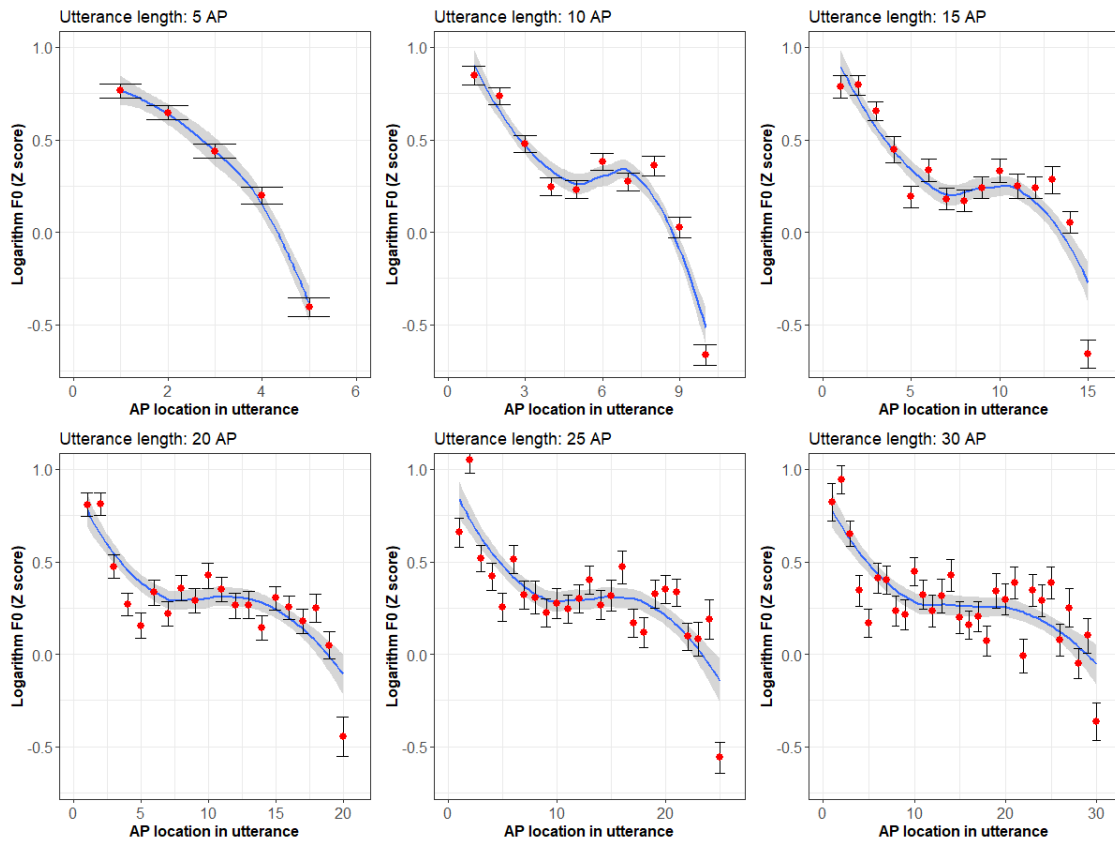 Utterance length: 5 AP
Logarithm F0 (Z score)
1.0
0.5
0.0
-0.5
0 2 4 6
AP location in utterance
Utterance length: 10 AP
Logarithm F0 (Z score)
1.0
0.5
0.0
-0.5
0 3 6 9
AP location in utterance
Utterance length: 15 AP
Logarithm F0 (Z score)
1.0
0.5
0.0
-0.5
0 5 10 15
AP location in utterance
Utterance length: 20 AP
Logarithm F0 (Z score)
1.0
0.5
0.0
-0.5
0 5 10 15 20
AP location in utterance
Utterance length: 25 AP
Logarithm F0 (Z score)
1.0
0.5
0.0
-0.5
0 10 20
AP location in utterance
Utterance length: 30 AP
Logarithm F0 (Z score)
1.0
0.5
0.0
-0.5
0 10 20 30
AP location in utterance